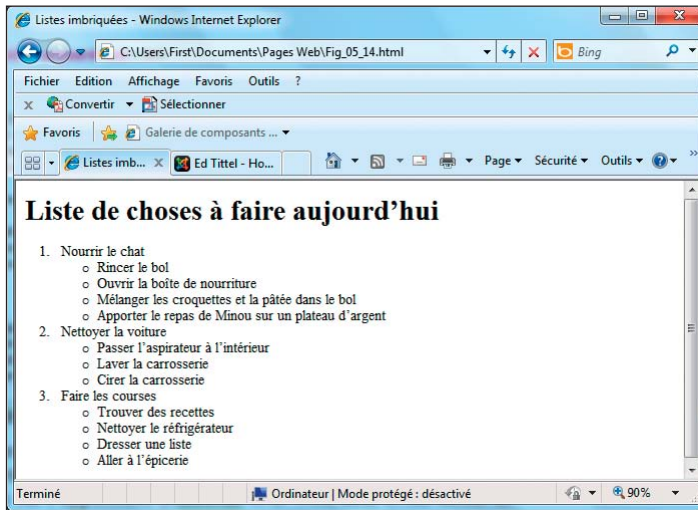 Listes imbriquées - Windows Internet Explorer
C:\Users\First\Documents\Pages Web\Fig_05_14.html
Bing
Fichier Edition Affichage Favoris Outils ?
x Convertir Sélectionner
Favoris Galerie de composants ...
Listes imb... x Ed Tittel - Ho... Page Sécurité Outils »
Liste de choses à faire aujourd’hui
1. Nourrir le chat
o Rincer le bol
o Ouvrir la boîte de nourriture
o Mélanger les croquettes et la pâtée dans le bol
o Apporter le repas de Minou sur un plateau d’argent
2. Nettoyer la voiture
o Passer l’aspirateur à l’intérieur
o Laver la carrosserie
o Cirer la carrosserie
3. Faire les courses
o Trouver des recettes
o Nettoyer le réfrigérateur
o Dresser une liste
o Aller à l’épicerie
Terminé Ordinateur | Mode protégé : désactivé 90%